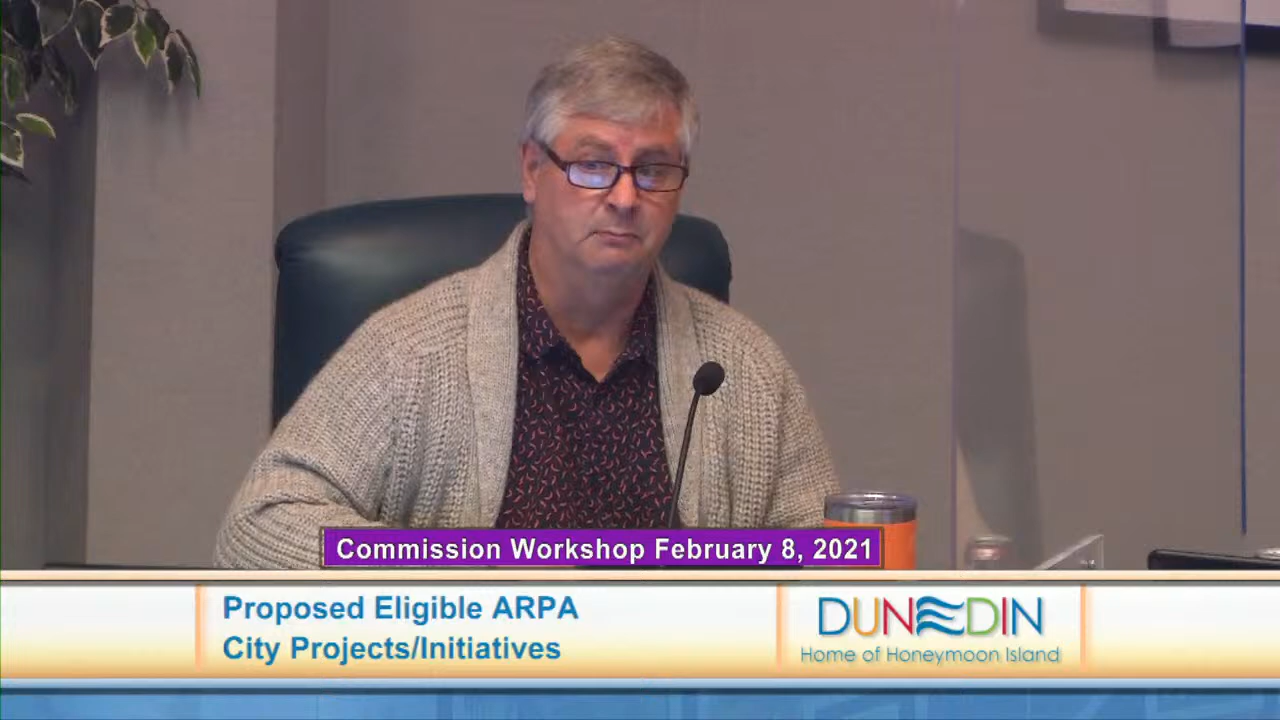 Commission Workshop February 8, 2021
Proposed Eligible ARPA
City Projects/Initiatives
DUNEDIN
Home of Honeymoon Island